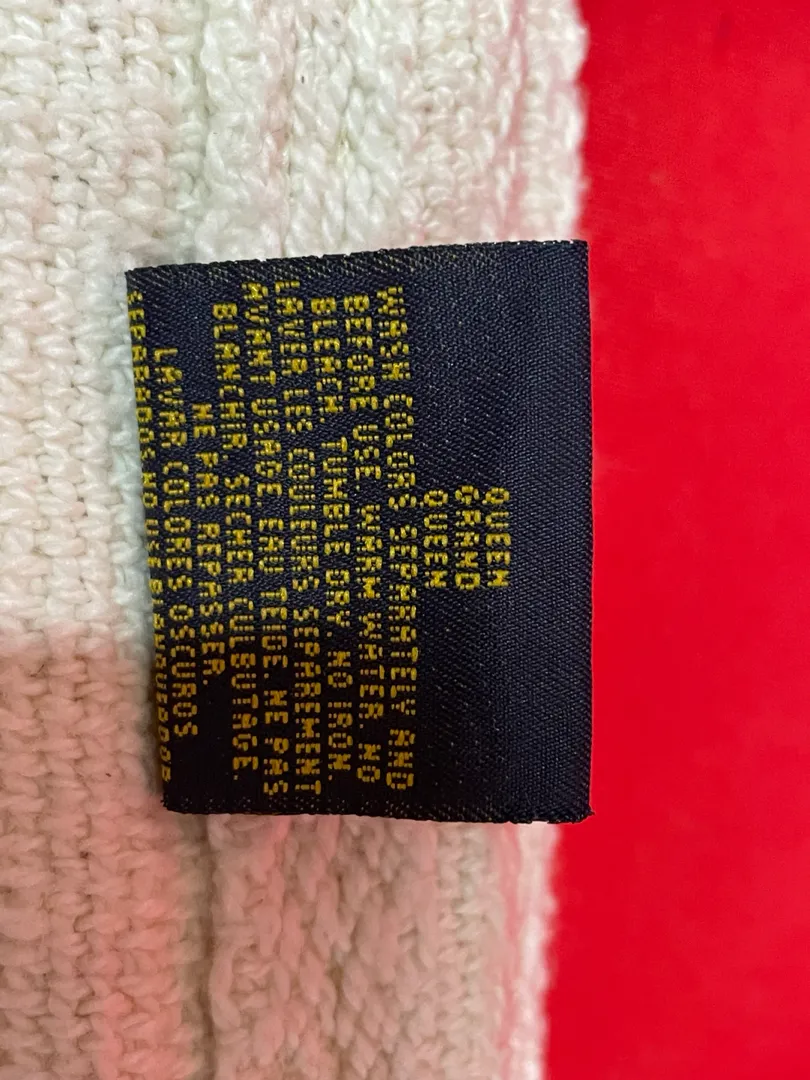 QUEEN
GRAND
QUEEN
WASH COLORS SEPARATELY AND
BEFORE USE. WARM WATER. NO
BLEACH. TUMBLE DRY. NO IRON.
LAVER LES COULEURS SEPAREMENT
AVANT USAGE. EAU TEIDE. NE PAS
BLANCHIR. SECHER CULBUTAGE.
NE PAS REPASSER.
LAVAR COLORES OSCUROS
SEPARADOS NO USE